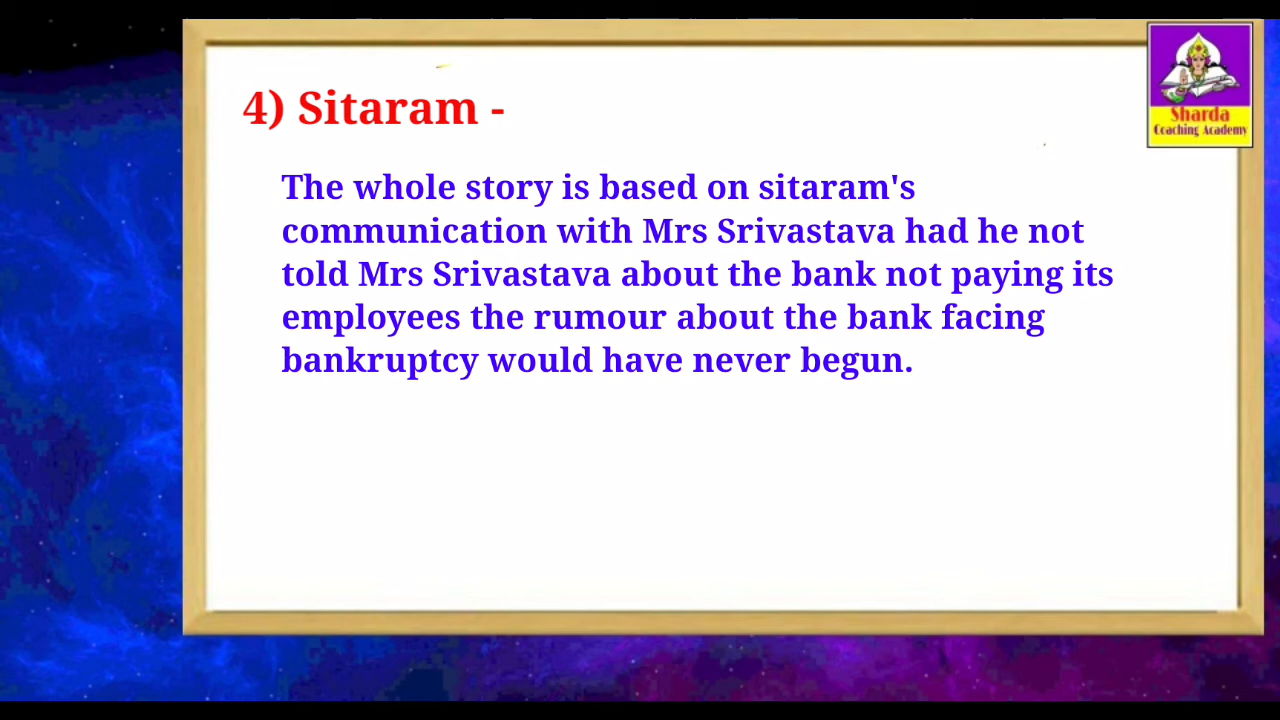 4) Sitaram -
The whole story is based on sitaram's
communication with Mrs Srivastava had he not
told Mrs Srivastava about the bank not paying its
employees the rumour about the bank facing
bankruptcy would have never begun.
Sharda
Coaching Academy